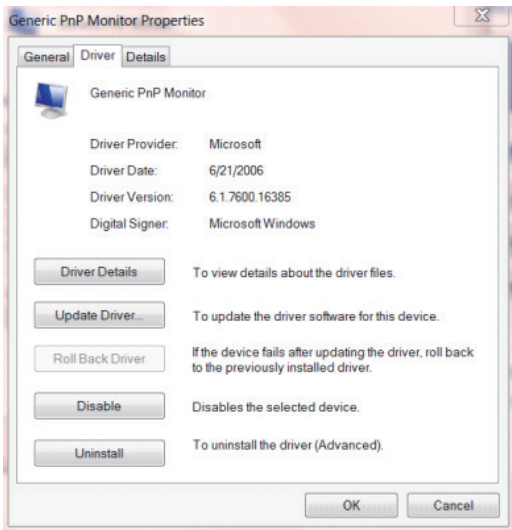 Generic PnP Monitor Properties
General Driver Details
Generic PnP Monitor
Driver Provider: Microsoft
Driver Date: 6/21/2006
Driver Version: 6.1.7600.16385
Digital Signer: Microsoft Windows
Driver Details To view details about the driver files.
Update Driver... To update the driver software for this device.
Roll Back Driver If the device fails after updating the driver, roll back
to the previously installed driver.
Disable Disables the selected device.
Uninstall To uninstall the driver (Advanced).
OK Cancel